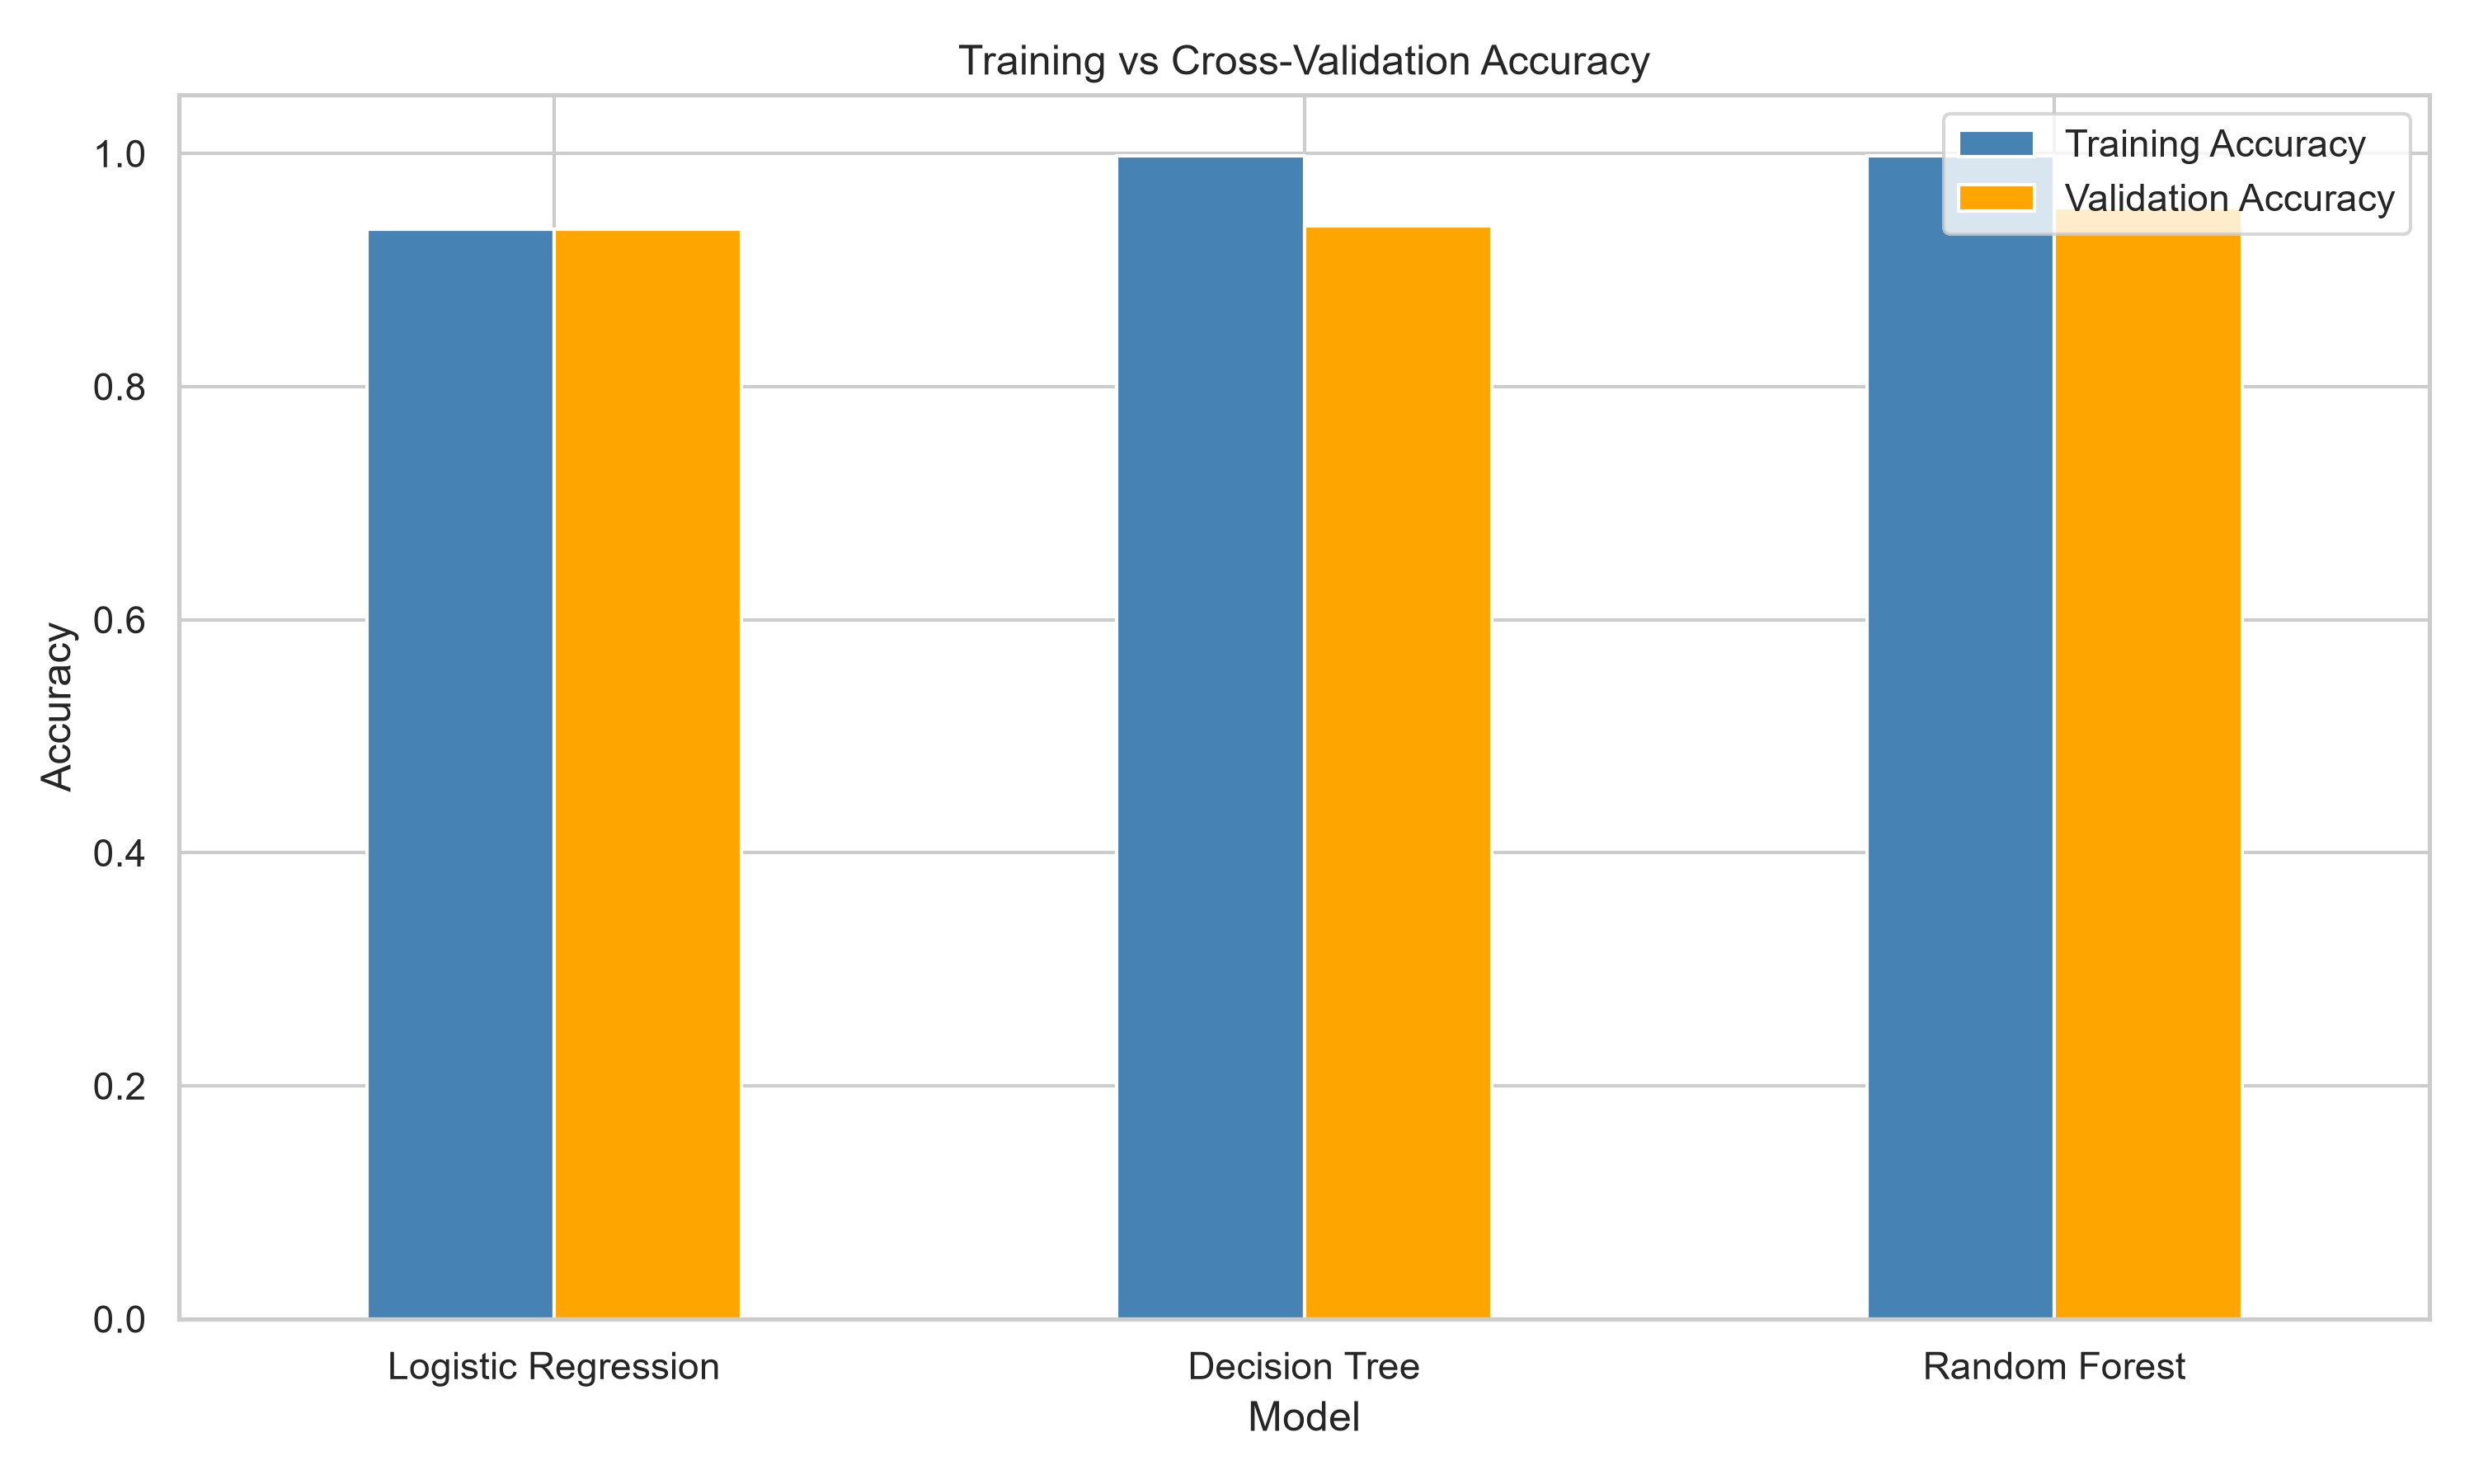 Training vs Cross-Validation Accuracy
Training Accuracy
Validation Accuracy
1.0
0.8
0.6
0.4
0.2
0.0
Accuracy
Logistic Regression
Decision Tree
Random Forest
Model